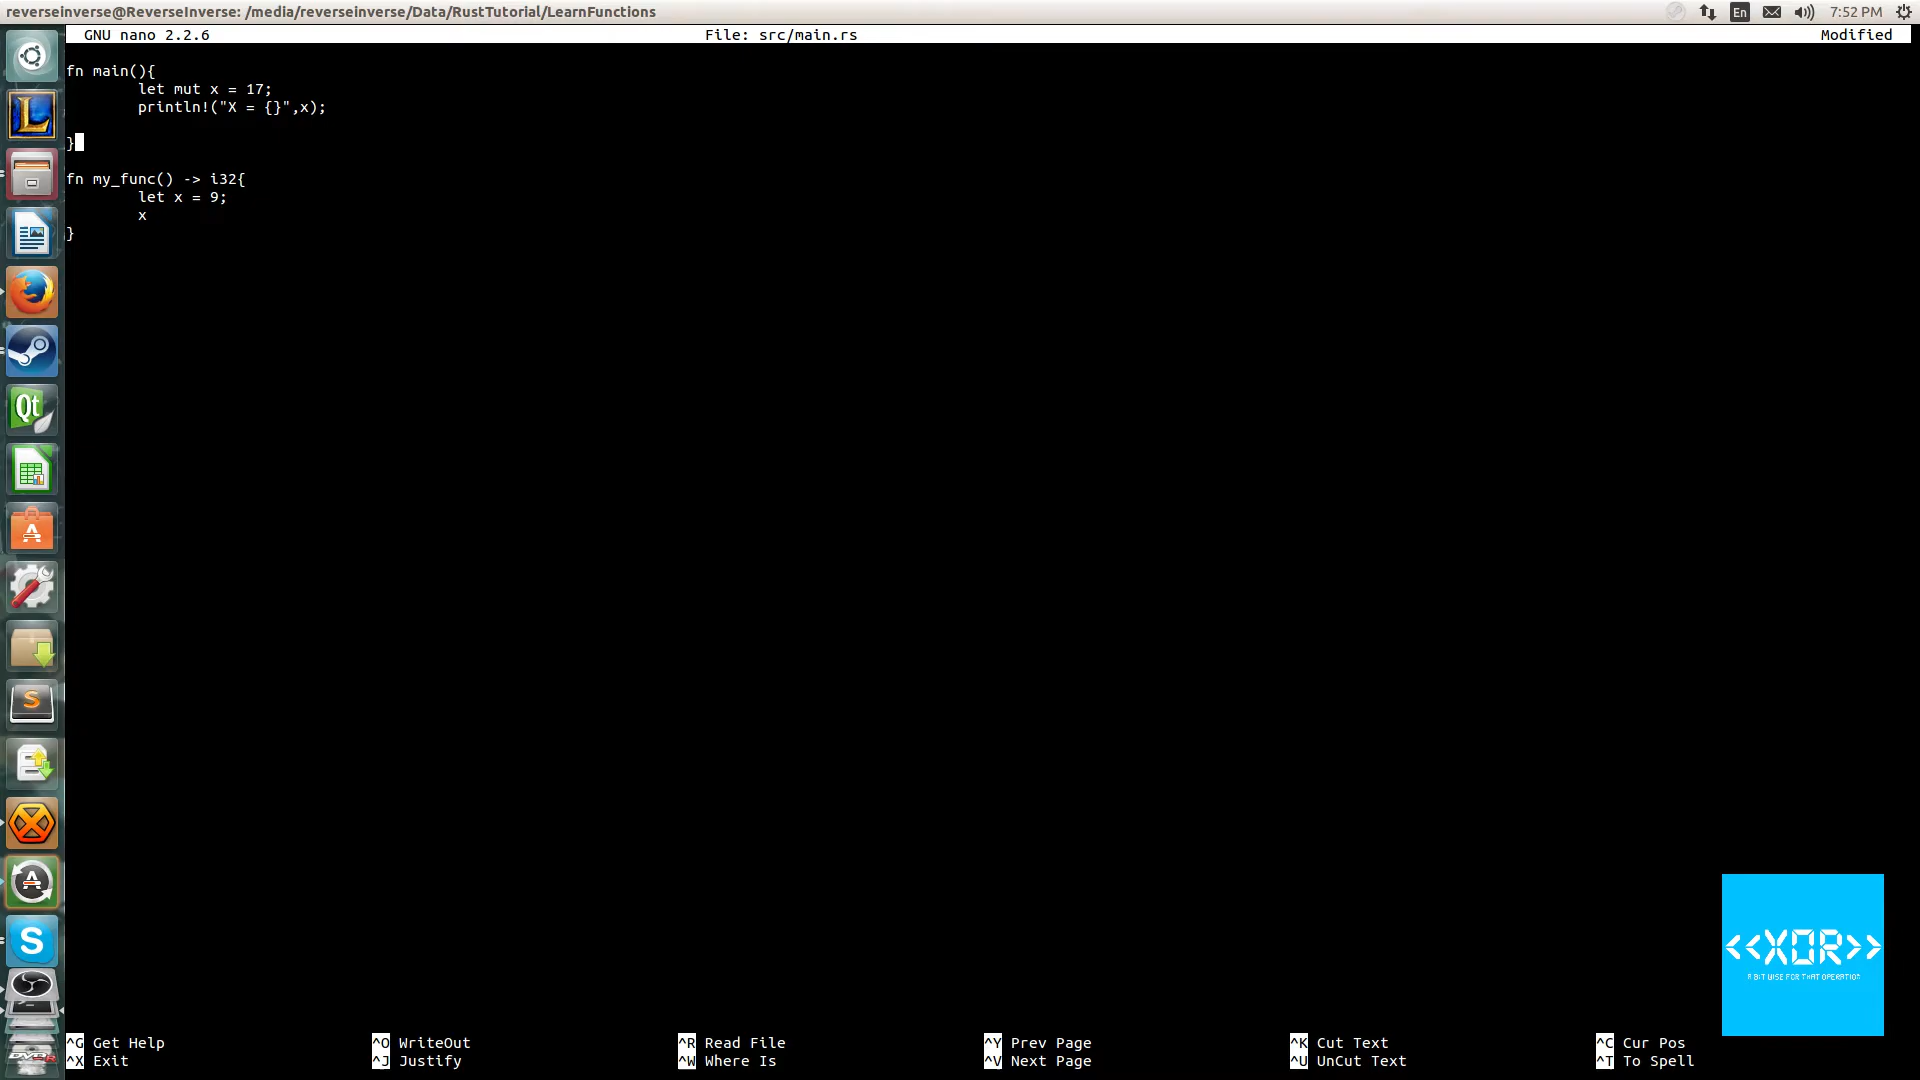 reverseinverse@ReverseInverse: /media/reverseinverse/Data/RustTutorial/LearnFunctions
En
7:52 PM
GNU nano 2.2.6 File: src/main.rs Modified
fn main(){
let mut x = 17;
println!("X = {}",x);
}
fn my_func() -> i32{
let x = 9;
x
}
<<XOR>>
A BIT WISE FOR THAT OPERATION
^G Get Help ^O WriteOut ^R Read File ^Y Prev Page ^K Cut Text ^C Cur Pos
^X Exit ^J Justify ^W Where Is ^V Next Page ^U UnCut Text ^T To Spell